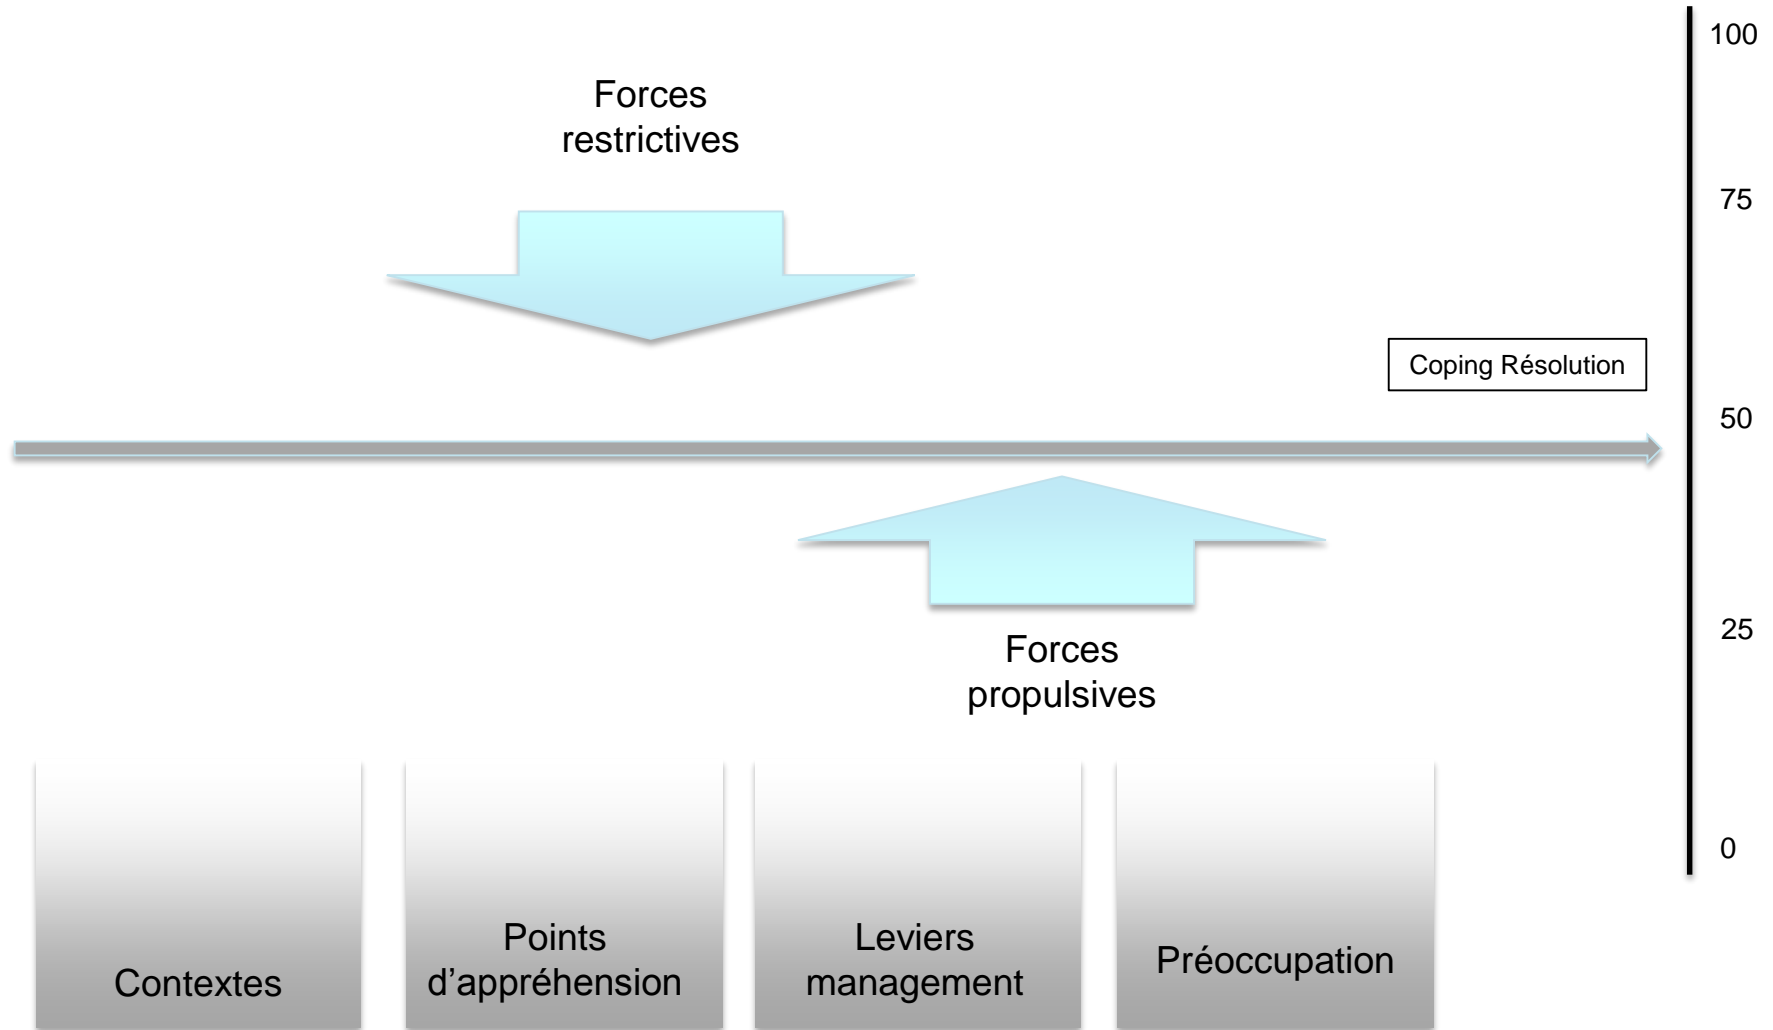 100
Forces
restrictives
75
Coping Résolution
50
25
Forces
propulsives
0
Contextes
Points
d’appréhension
Leviers
management
Préoccupation